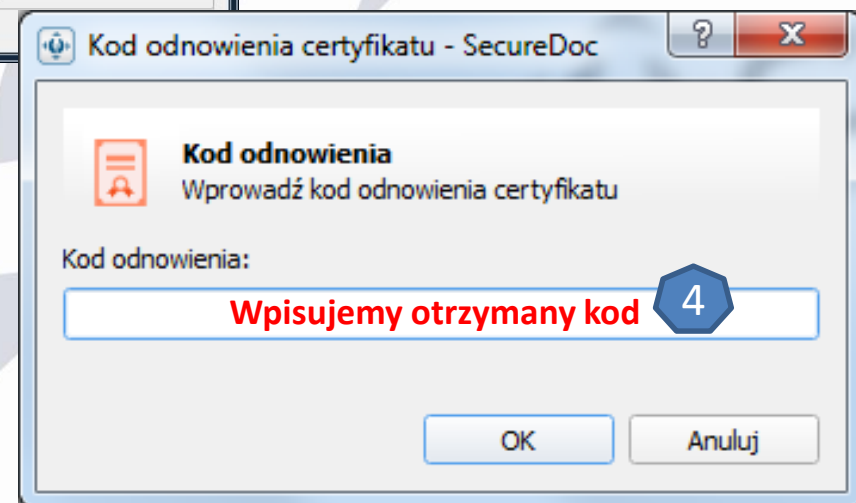 Kod odnowienia certyfikatu - SecureDoc
Kod odnowienia
Wprowadź kod odnowienia certyfikatu
Kod odnowienia:
Wpisujemy otrzymany kod 4
OK Anuluj